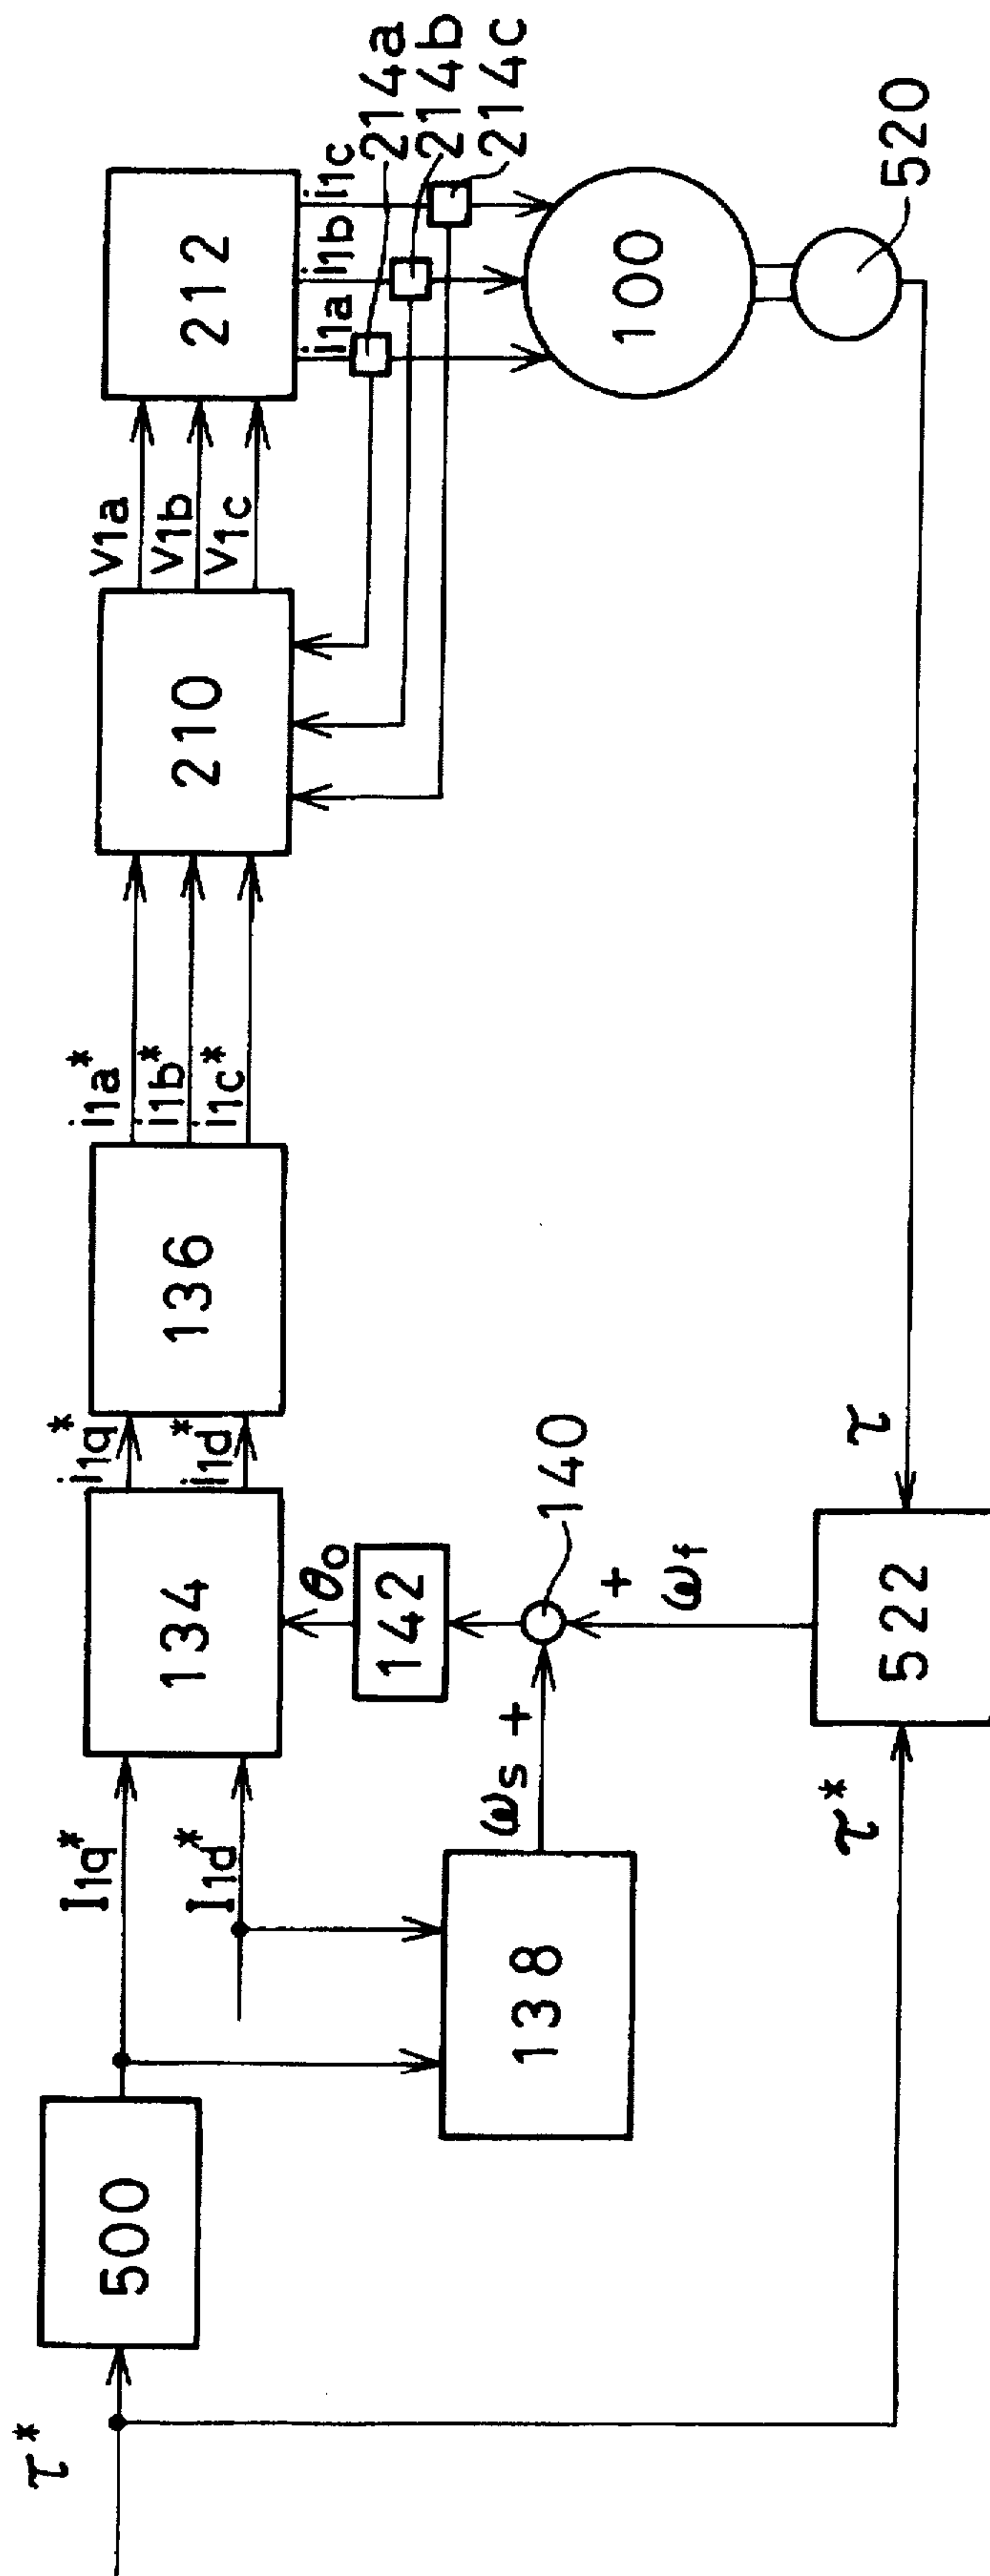 τ*
500
I1q*
I1d*
138
ωs +
134
θo
142
140
+
ωf
i1q*
i1d*
136
i1a*
i1b*
i1c*
210
V1a
V1b
V1c
212
i1a
i1b
i1c
214a
214b
214c
100
520
τ
522
τ*